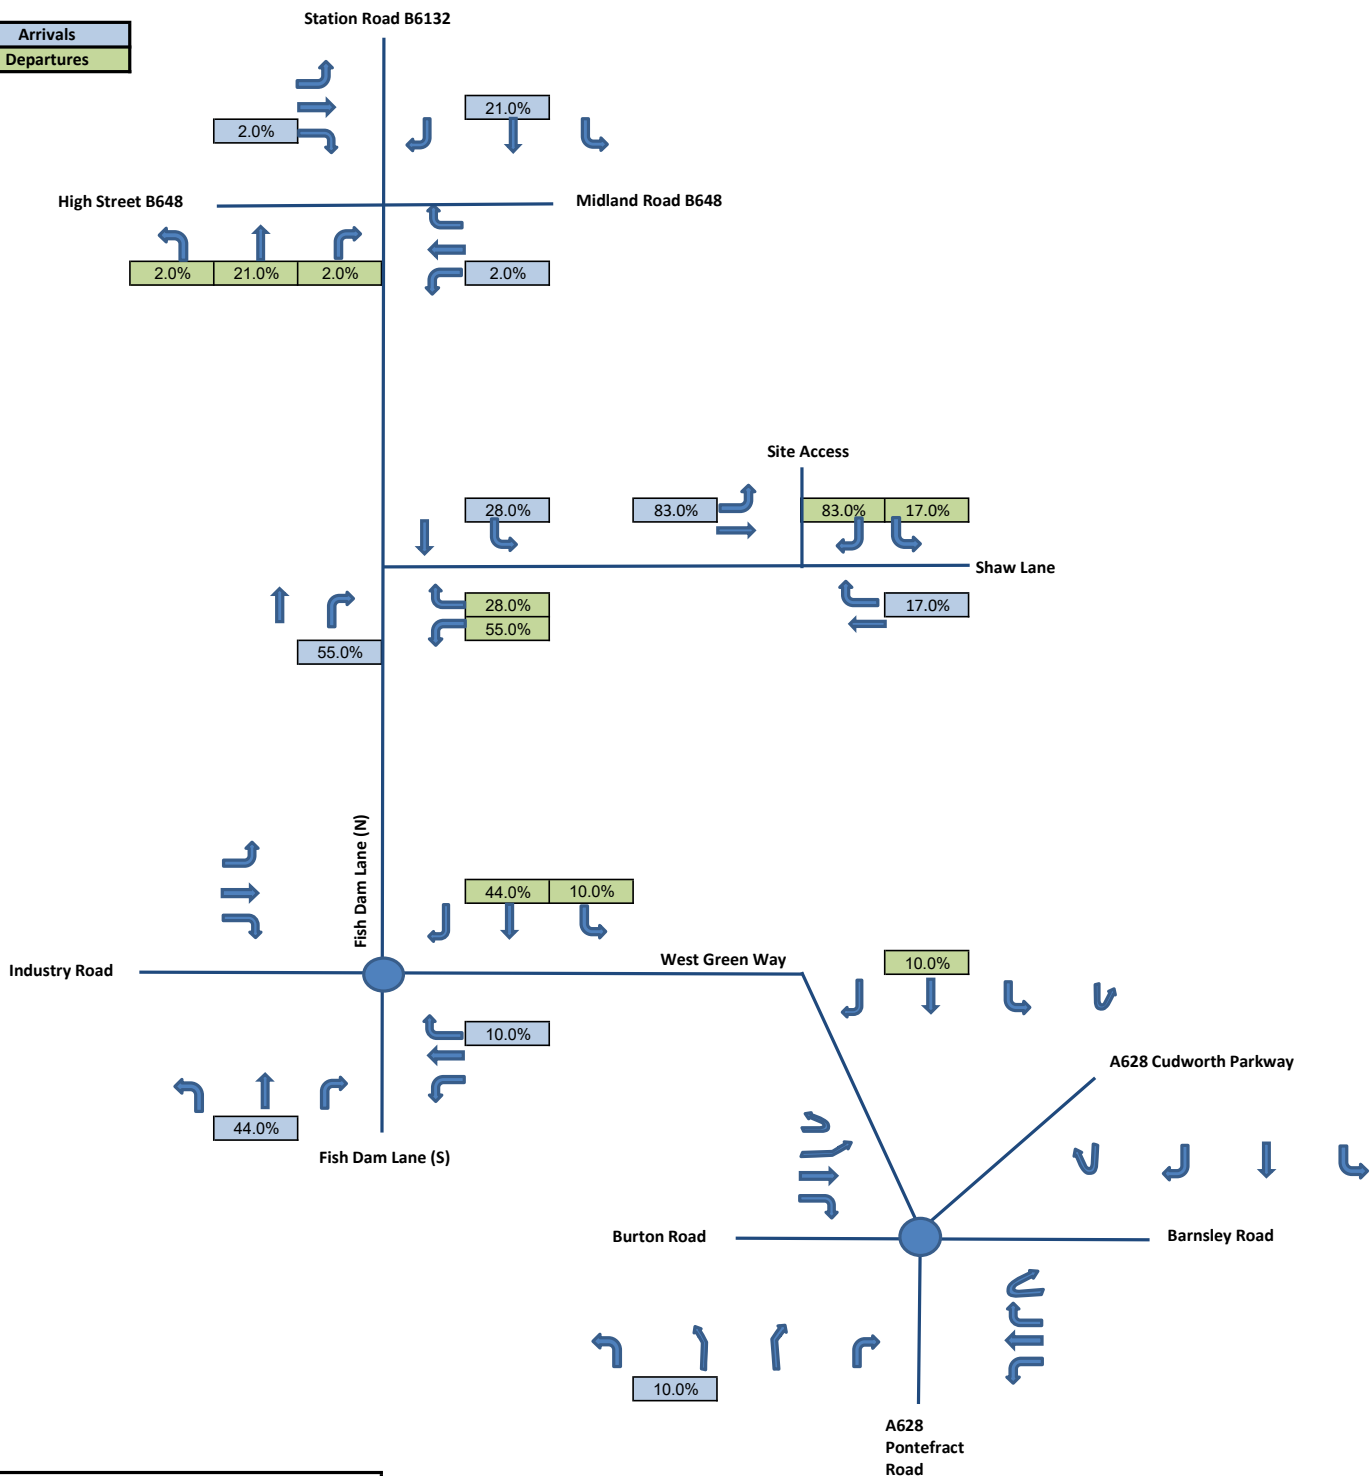 Station Road B6132
Arrivals
Departures
21.0%
2.0%
High Street B648
Midland Road B648
2.0% 21.0% 2.0%
2.0%
Site Access
28.0%
83.0%
83.0% 17.0%
Shaw Lane
28.0%
17.0%
55.0%
55.0%
Fish Dam Lane (N)
44.0% 10.0%
West Green Way
10.0%
Industry Road
10.0%
A628 Cudworth Parkway
44.0%
Fish Dam Lane (S)
Burton Road
Barnsley Road
10.0%
A628
Pontefract
Road